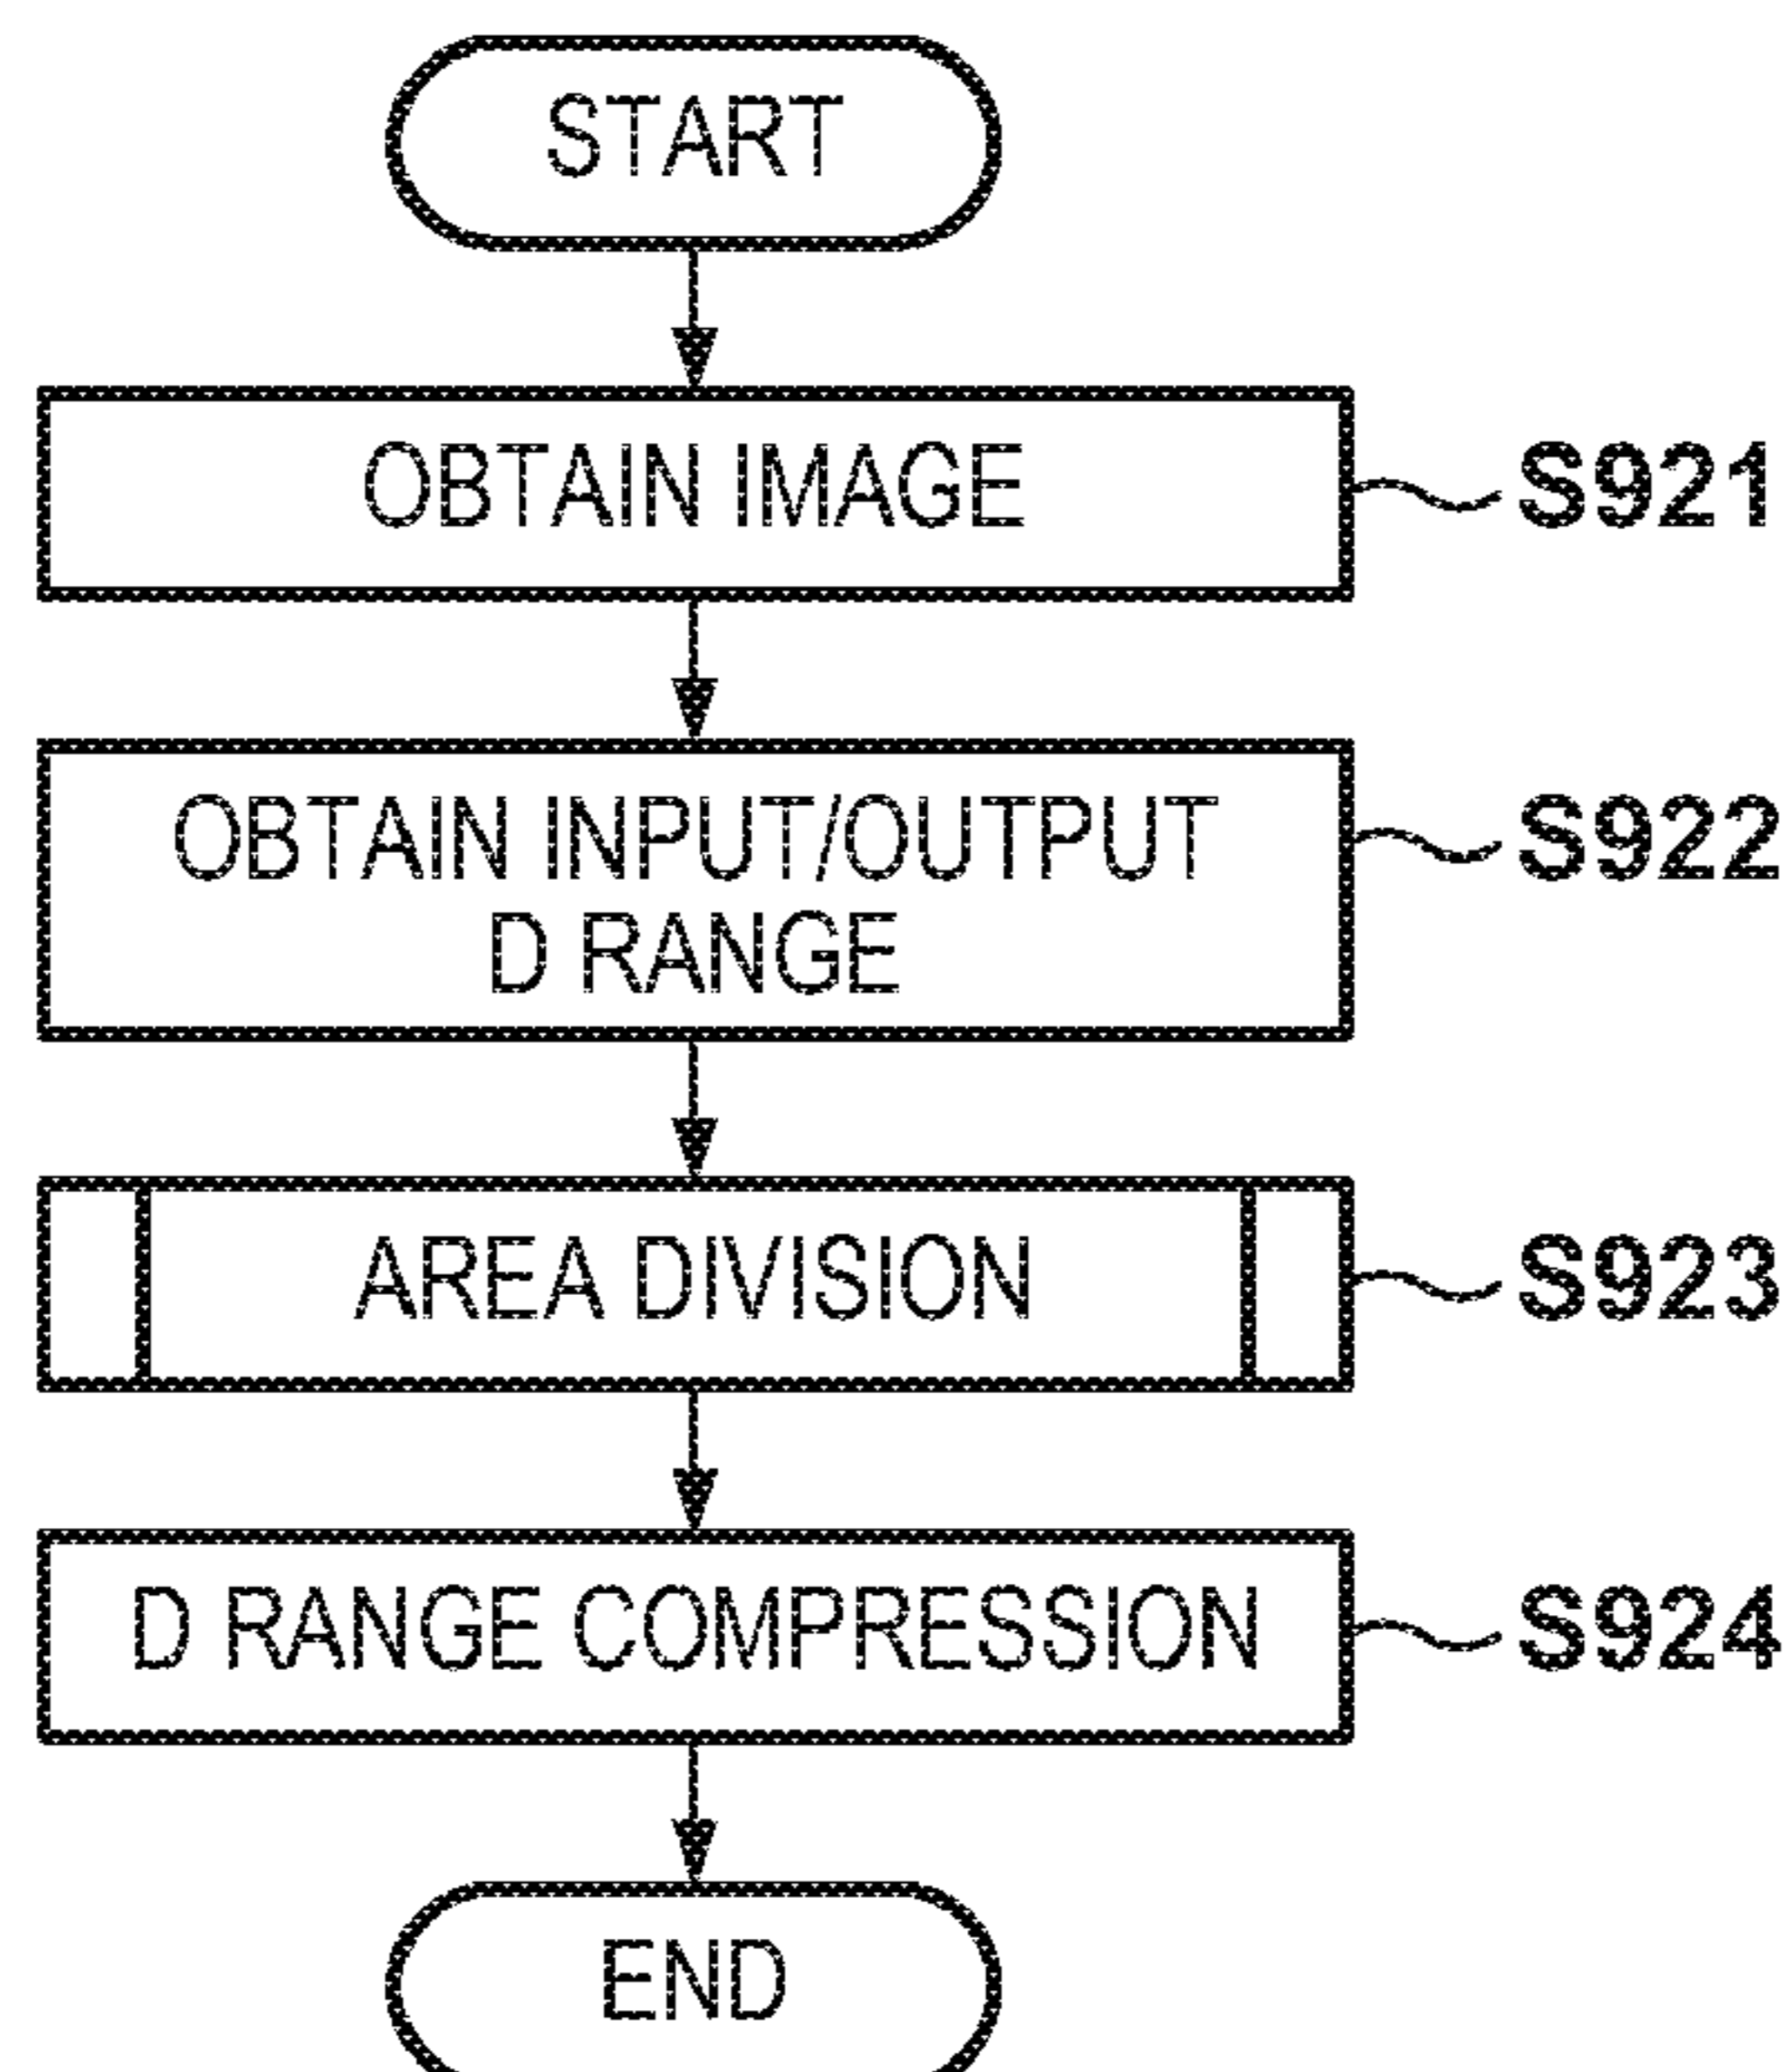 START
OBTAIN IMAGE
S921
OBTAIN INPUT/OUTPUT
D RANGE
S922
AREA DIVISION
S923
D RANGE COMPRESSION
S924
END